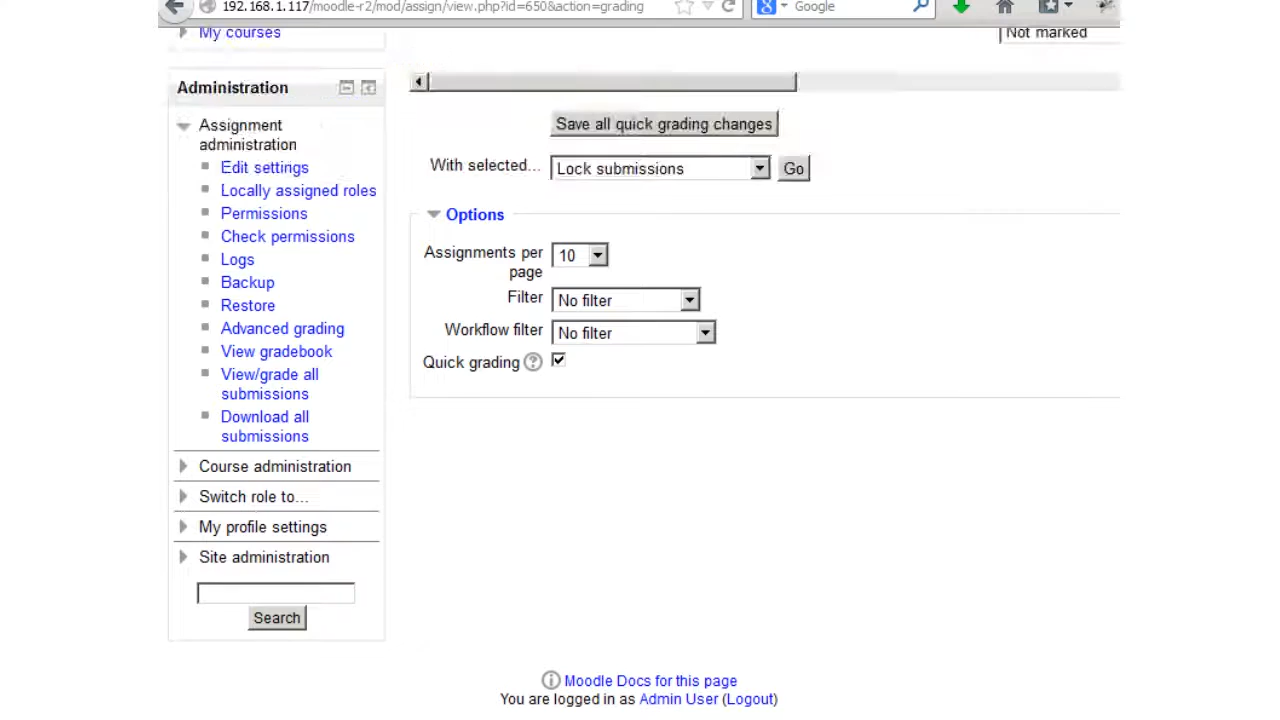 192.168.1.117/moodle-r2/mod/assign/view.php?id=650&action=grading
Google
My courses
Not marked
Administration
Assignment
administration
Edit settings
Locally assigned roles
Permissions
Check permissions
Logs
Backup
Restore
Advanced grading
View gradebook
View/grade all
submissions
Download all
submissions
Course administration
Switch role to...
My profile settings
Site administration
Search
Save all quick grading changes
With selected... Lock submissions Go
Options
Assignments per
page
10
Filter No filter
Workflow filter No filter
Quick grading
Moodle Docs for this page
You are logged in as Admin User (Logout)